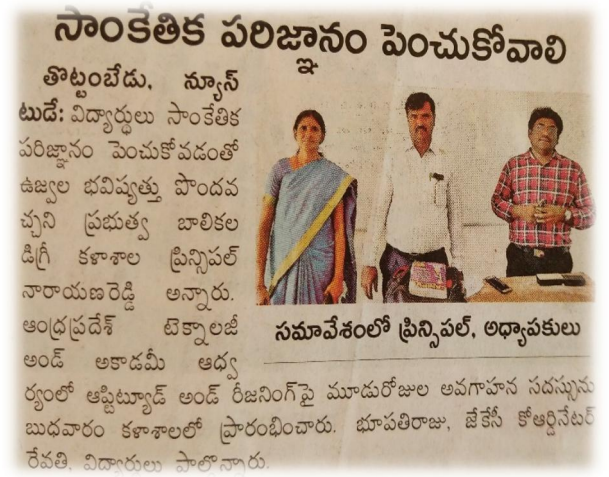 సాంకేతిక పరిజ్ఞానం పెంచుకోవాలి
తొట్టంబేడు, న్యూస్
టుడే: విద్యార్థులు సాంకేతిక
పరిజ్ఞానం పెంచుకోవడంతో
ఉజ్వల భవిష్యత్తు పొందవ
చ్చని ప్రభుత్వ బాలికల
డిగ్రీ కళాశాల ప్రిన్సిపల్
నారాయణరెడ్డి అన్నారు.
ఆంధ్రప్రదేశ్ టెక్నాలజీ
అండ్ అకాడమీ ఆధ్వ
ర్యంలో ఆప్టిట్యూడ్ అండ్ రీజనింగ్‌పై మూడురోజుల అవగాహన సదస్సును
బుధవారం కళాశాలలో ప్రారంభించారు. భూపతిరాజు, జేకేసీ కోఆర్డినేటర్
రేవతి, విద్యార్థులు పాల్గొన్నారు.
సమావేశంలో ప్రిన్సిపల్, అధ్యాపకులు